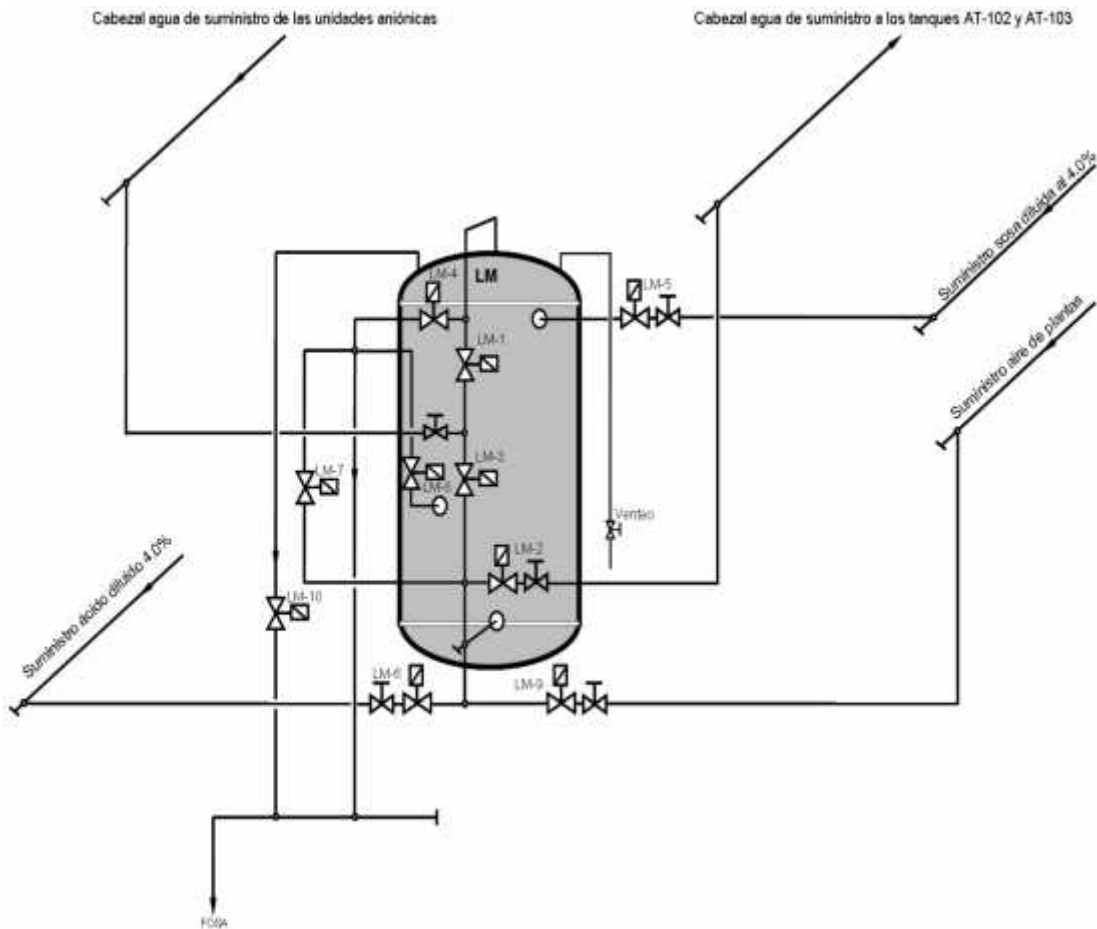 Cabezal agua de suministro de las unidades aniónicas
Cabezal agua de suministro a los tanques AT-102 y AT-103
Suministro sosa diluida al 4.0%
LM-4
LM
LM-5
Suministro aire de plantas
LM-1
LM-7
LM-3
Venteo
LM-2
Suministro ácido diluido 4.0%
LM-10
LM-6
LM-9
FOSA